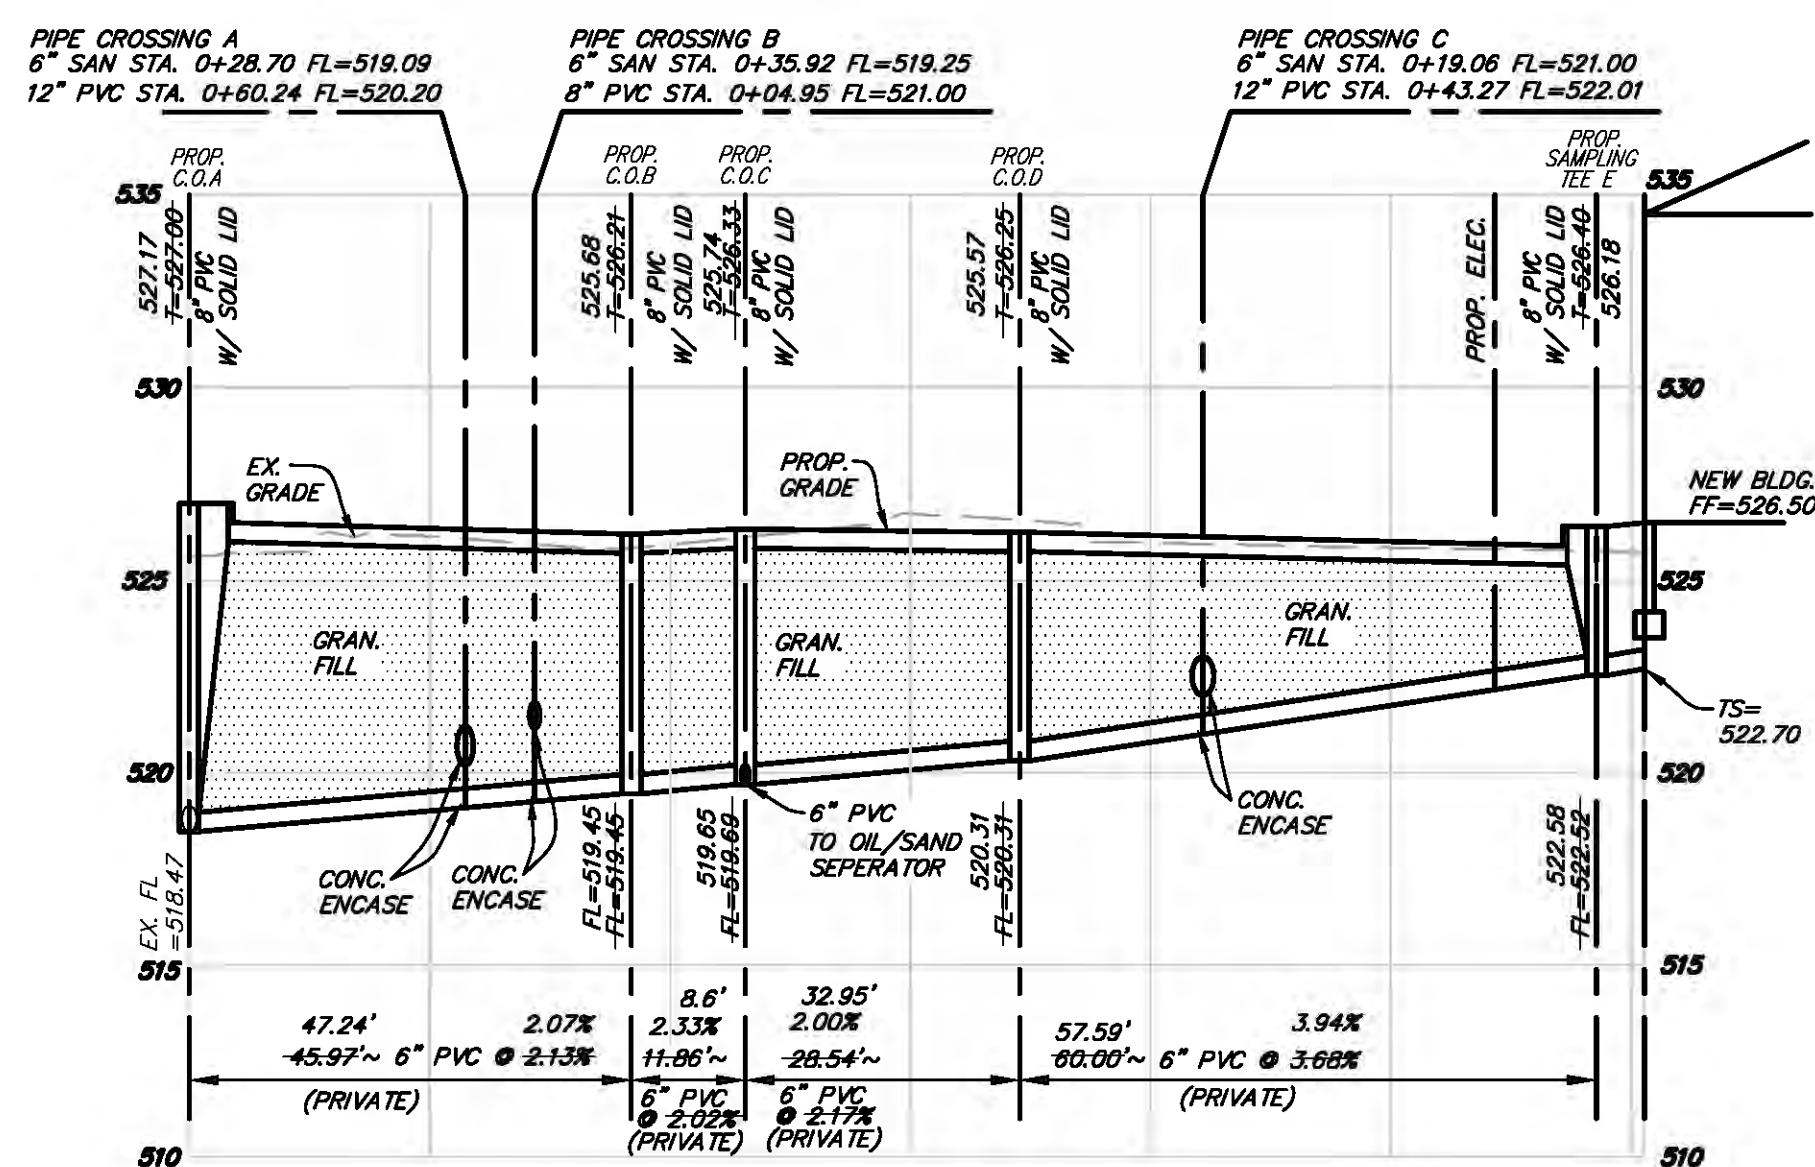 PIPE CROSSING A
6" SAN STA. 0+28.70 FL=519.09
12" PVC STA. 0+60.24 FL=520.20
PIPE CROSSING B
6" SAN STA. 0+35.92 FL=519.25
8" PVC STA. 0+04.95 FL=521.00
PIPE CROSSING C
6" SAN STA. 0+19.06 FL=521.00
12" PVC STA. 0+43.27 FL=522.01
PROP.
C.O.A
PROP.
C.O.B
PROP.
C.O.C
PROP.
C.O.D
PROP.
SAMPLING
TEE E
535
535
527.17
T=527.00
8" PVC
W/ SOLID LID
525.68
T=526.21
8" PVC
W/ SOLID LID
525.74
T=526.33
8" PVC
W/ SOLID LID
525.57
T=526.25
8" PVC
W/ SOLID LID
PROP. ELEC.
8" PVC
W/ SOLID LID
T=526.40
526.18
530
530
EX.
GRADE
PROP.
GRADE
NEW BLDG.
FF=526.50
525
525
GRAN.
FILL
GRAN.
FILL
GRAN.
FILL
TS=
522.70
520
520
CONC.
ENCASE
CONC.
ENCASE
6" PVC
TO OIL/SAND
SEPERATOR
CONC.
ENCASE
EX. FL
=518.47
FL=519.45
FL=519.45
519.65
FL=519.69
520.31
FL=520.31
522.58
FL=522.52
515
515
47.24'
2.07%
45.97'~ 6" PVC @ 2.13%
(PRIVATE)
8.6'
2.33%
11.86'~
6" PVC
@ 2.02%
(PRIVATE)
32.95'
2.00%
28.54'~
6" PVC
@ 2.17%
(PRIVATE)
57.59'
3.94%
60.00'~ 6" PVC @ 3.68%
(PRIVATE)
510
510